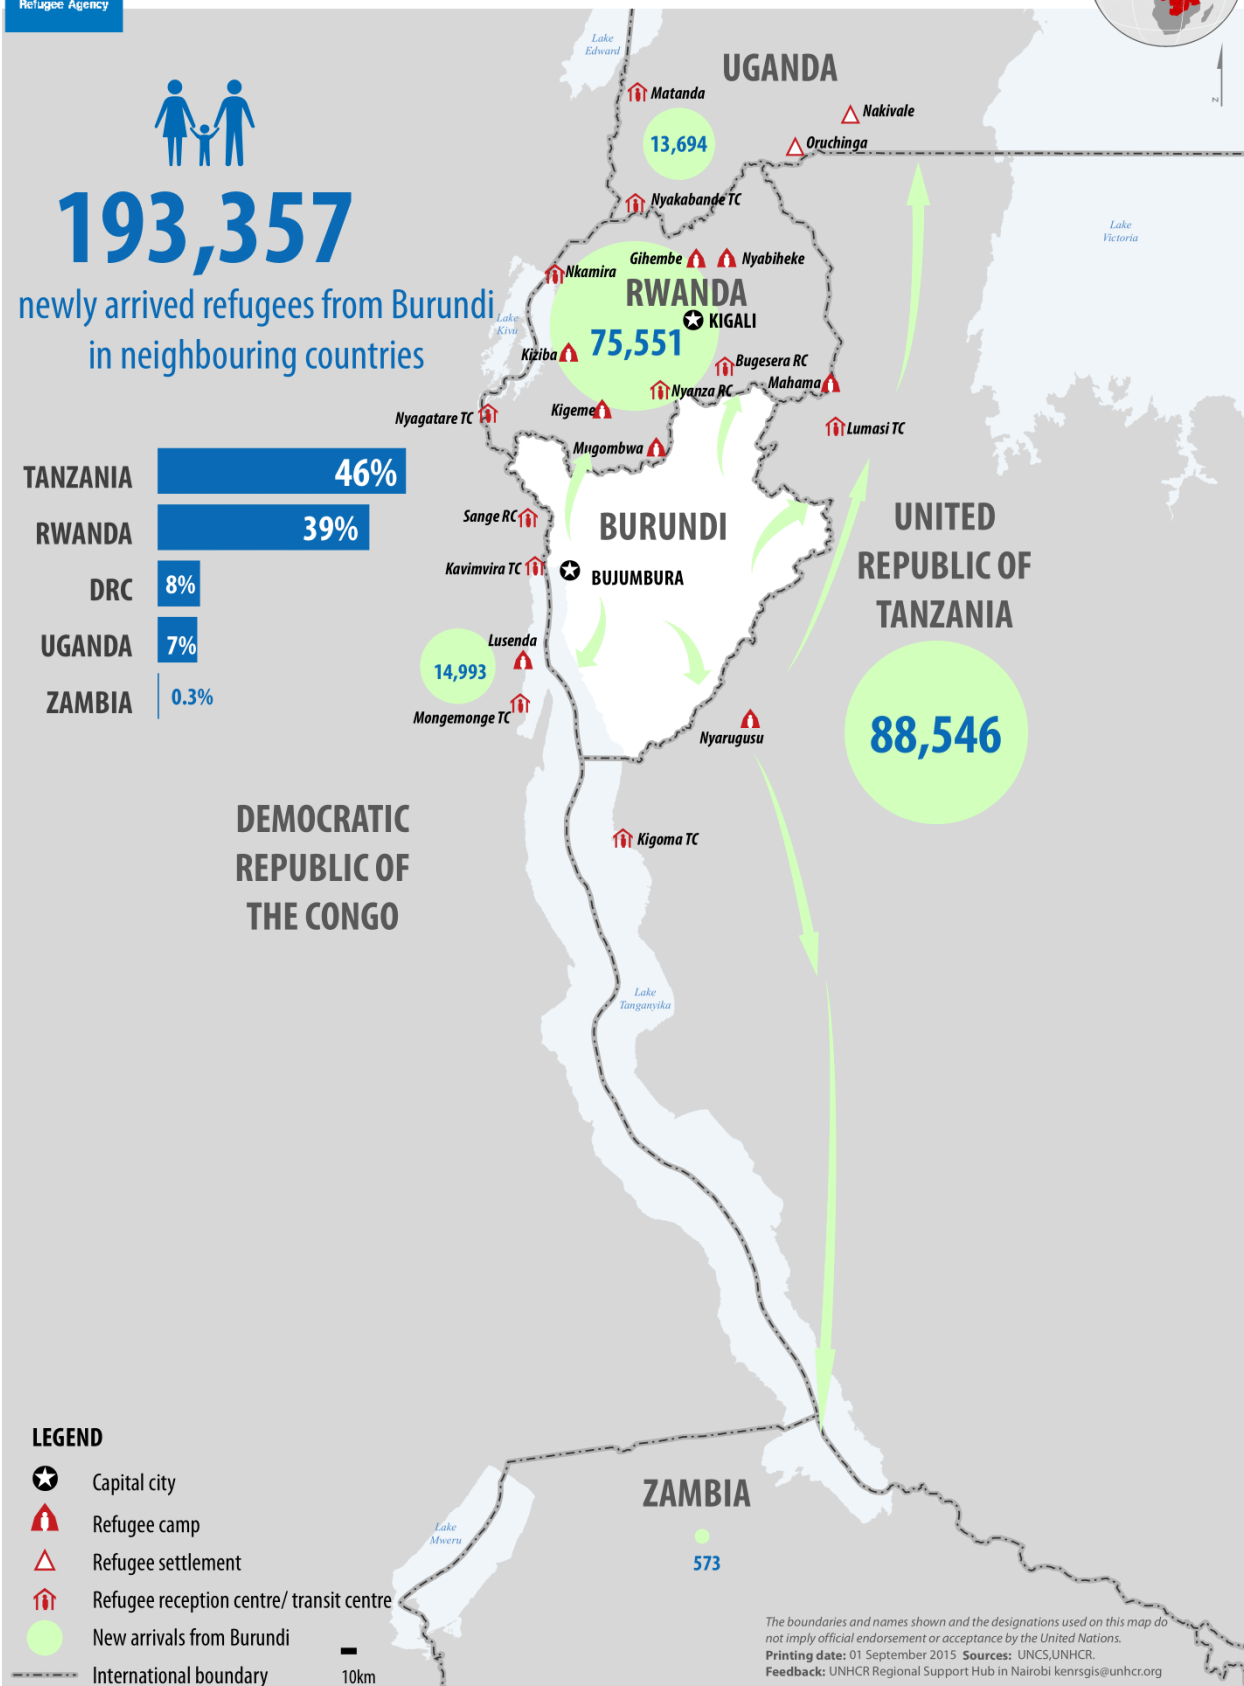 Refugee Agency
193,357
newly arrived refugees from Burundi
in neighbouring countries
TANZANIA 46%
RWANDA 39%
DRC 8%
UGANDA 7%
ZAMBIA 0.3%
Lake
Edward
UGANDA
Matanda
Nakivale
13,694
Oruchinga
N
Nyakabande TC
Lake
Victoria
Gihembe
Nyabiheke
Nkamira
RWANDA
Lake
Kivu
KIGALI
75,551
Kiziba
Bugesera RC
Nyanza RC
Mahama
Nyagatare TC
Kigeme
Lumasi TC
Mugombwa
Sange RC
BURUNDI
UNITED
REPUBLIC OF
TANZANIA
Kavimvira TC
BUJUMBURA
Lusenda
14,993
Mongemonge TC
Nyarugusu
88,546
DEMOCRATIC
REPUBLIC OF
THE CONGO
Kigoma TC
Lake
Tanganyika
ZAMBIA
573
Lake
Mweru
LEGEND
Capital city
Refugee camp
Refugee settlement
Refugee reception centre/ transit centre
New arrivals from Burundi
International boundary
10km
The boundaries and names shown and the designations used on this map do
not imply official endorsement or acceptance by the United Nations.
Printing date: 01 September 2015 Sources: UNCS,UNHCR.
Feedback: UNHCR Regional Support Hub in Nairobi kenrsgis@unhcr.org